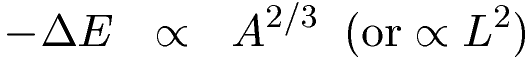 −ΔE ∝ A^{2/3} (or ∝ L^2)